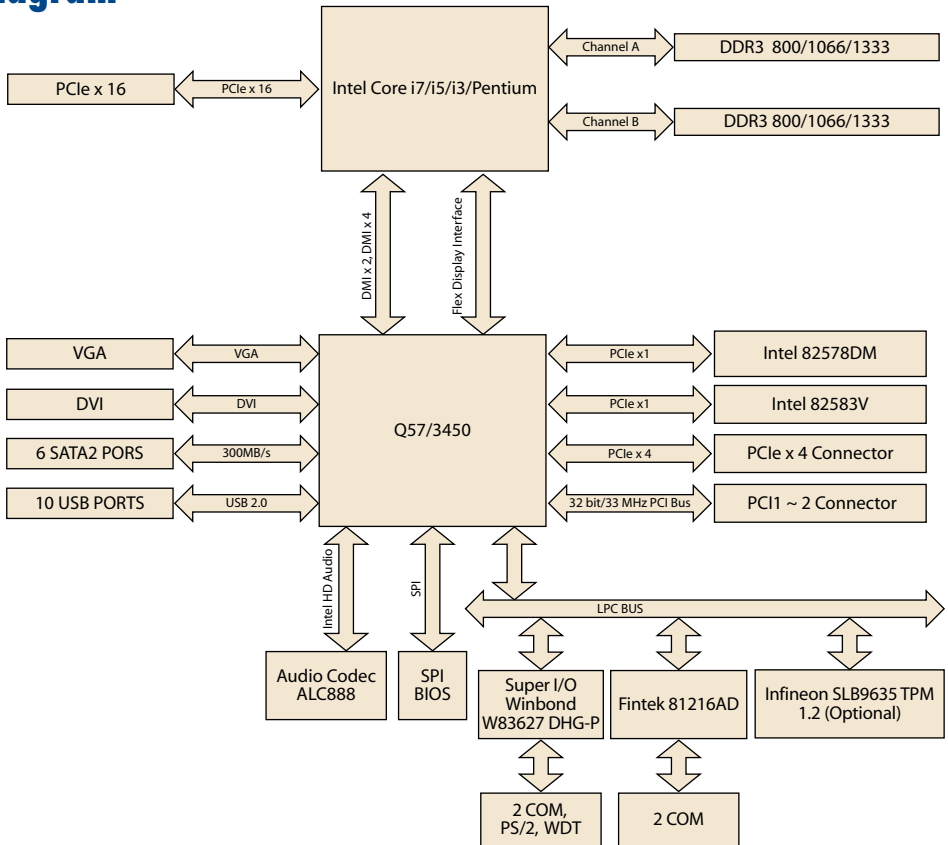 Intel Core i7/i5/i3/Pentium
Channel A
DDR3 800/1066/1333
PCIe x 16
PCIe x 16
Channel B
DDR3 800/1066/1333
DMI x 2, DMI x 4
Flex Display Interface
VGA
VGA
PCIe x1
Intel 82578DM
DVI
DVI
Q57/3450
PCIe x1
Intel 82583V
6 SATA2 PORS
300MB/s
PCIe x 4
PCIe x 4 Connector
10 USB PORTS
USB 2.0
32 bit/33 MHz PCI Bus
PCI1 ~ 2 Connector
Intel HD Audio
SPI
LPC BUS
Audio Codec
ALC888
SPI
BIOS
Super I/O
Winbond
W83627 DHG-P
Fintek 81216AD
Infineon SLB9635 TPM
1.2 (Optional)
2 COM,
PS/2, WDT
2 COM